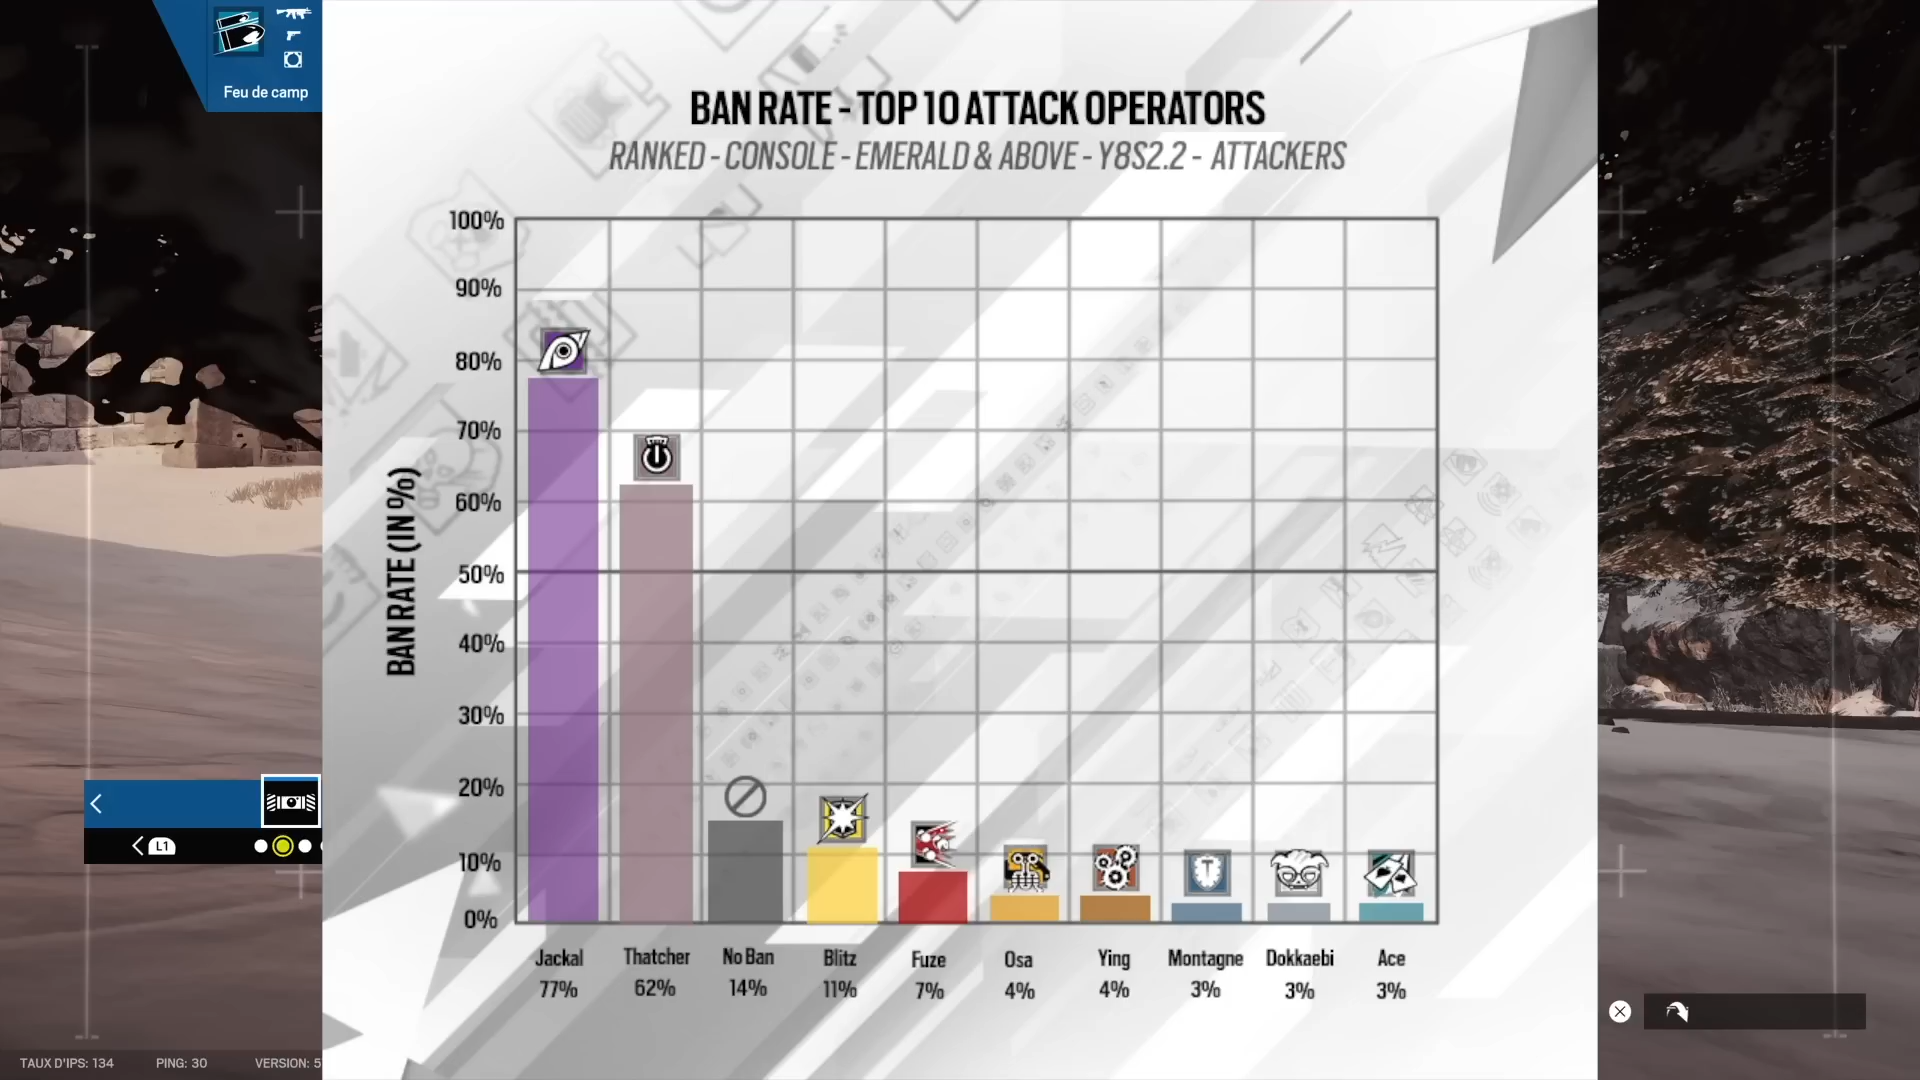 Feu de camp
BAN RATE - TOP 10 ATTACK OPERATORS
RANKED - CONSOLE - EMERALD & ABOVE - Y8S2.2 - ATTACKERS
BAN RATE (IN %)
100%
90%
80%
70%
60%
50%
40%
30%
20%
10%
0%
Jackal
77%
Thatcher
62%
No Ban
14%
Blitz
11%
Fuze
7%
Osa
4%
Ying
4%
Montagne
3%
Dokkaebi
3%
Ace
3%
L1
TAUX D'IPS: 134
PING: 30
VERSION: 5